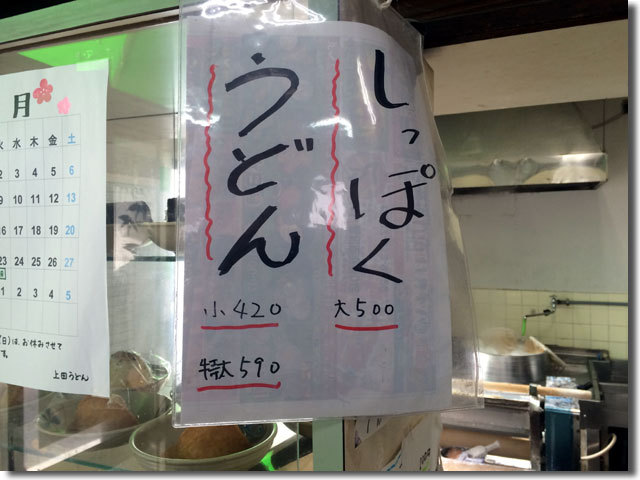 しっぽく
うどん
小420
大500
特大590
月
火 水 木 金 土
2 3 4 5 6
9 10 11 12 13
16 17 18 19 20
23 24 25 26 27
1 2 3 4 5
(日)は、お休みさせて
す。
上田うどん